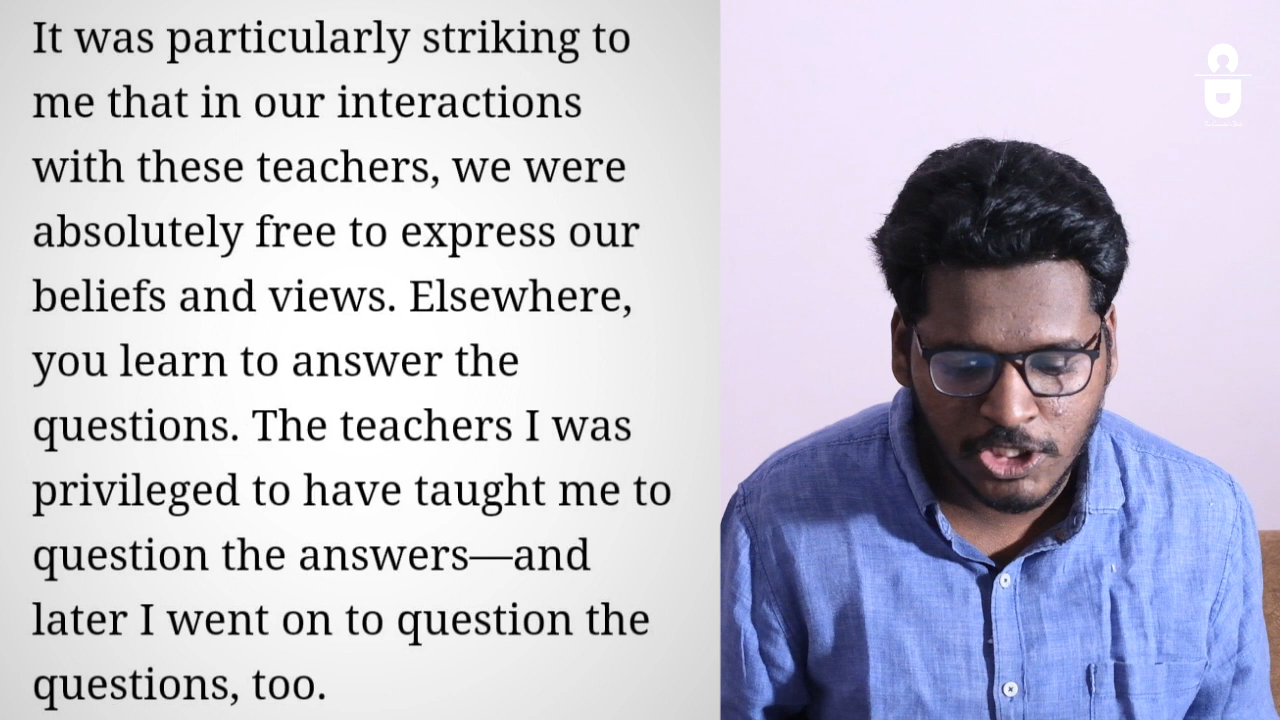 It was particularly striking to
me that in our interactions
with these teachers, we were
absolutely free to express our
beliefs and views. Elsewhere,
you learn to answer the
questions. The teachers I was
privileged to have taught me to
question the answers—and
later I went on to question the
questions, too.